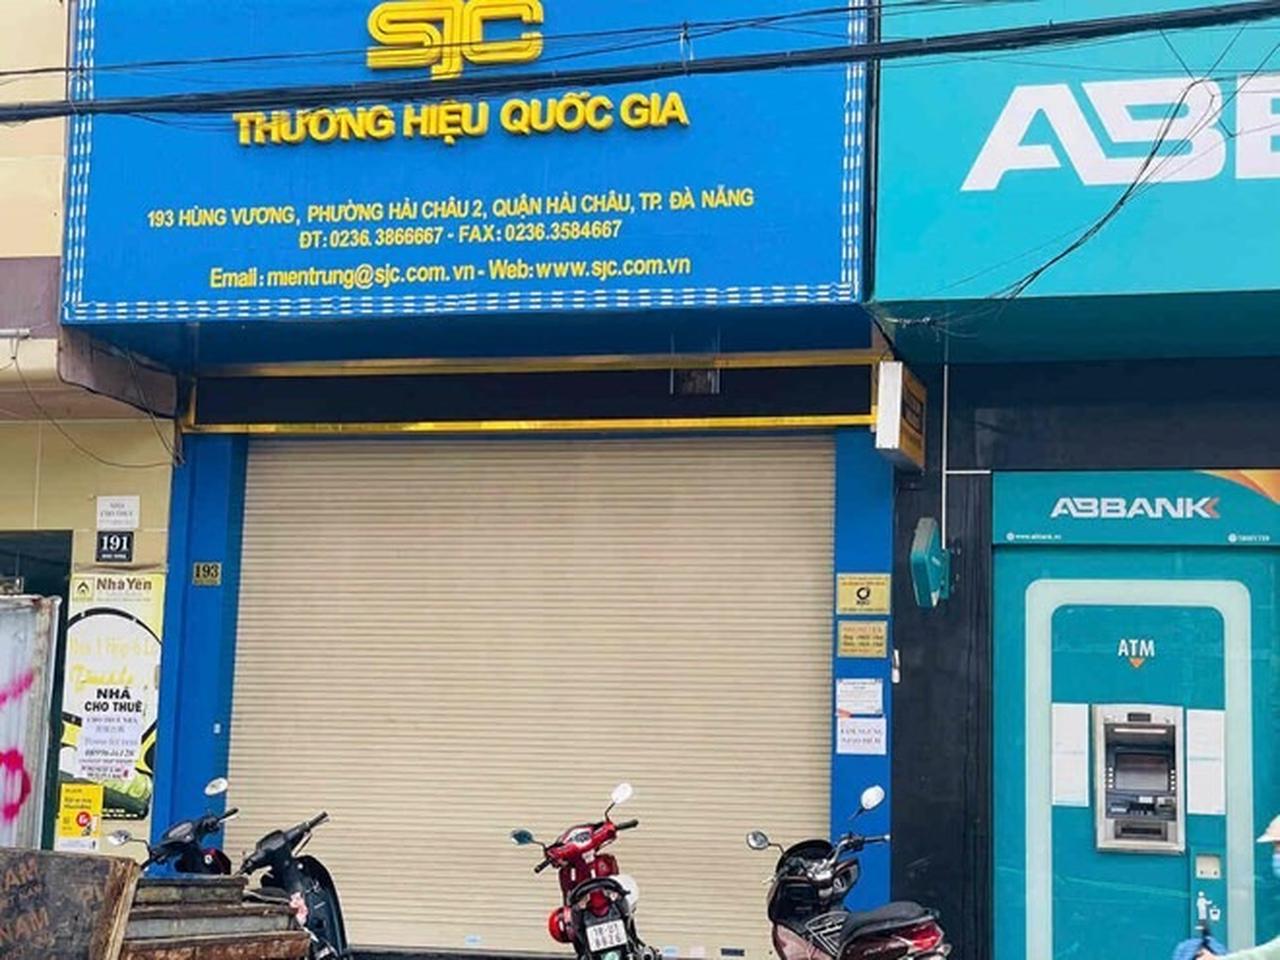 SJC
THƯƠNG HIỆU QUỐC GIA
193 HÙNG VƯƠNG, PHƯỜNG HẢI CHÂU 2, QUẬN HẢI CHÂU, TP. ĐÀ NẴNG
ĐT: 0236. 3866667 - FAX: 0236.3584667
Email: mientrung@sjc.com.vn - Web: www.sjc.com.vn
ABB
ABBANK
ATM
191
193
Nhà Yến
NHÀ
CHO THUÊ